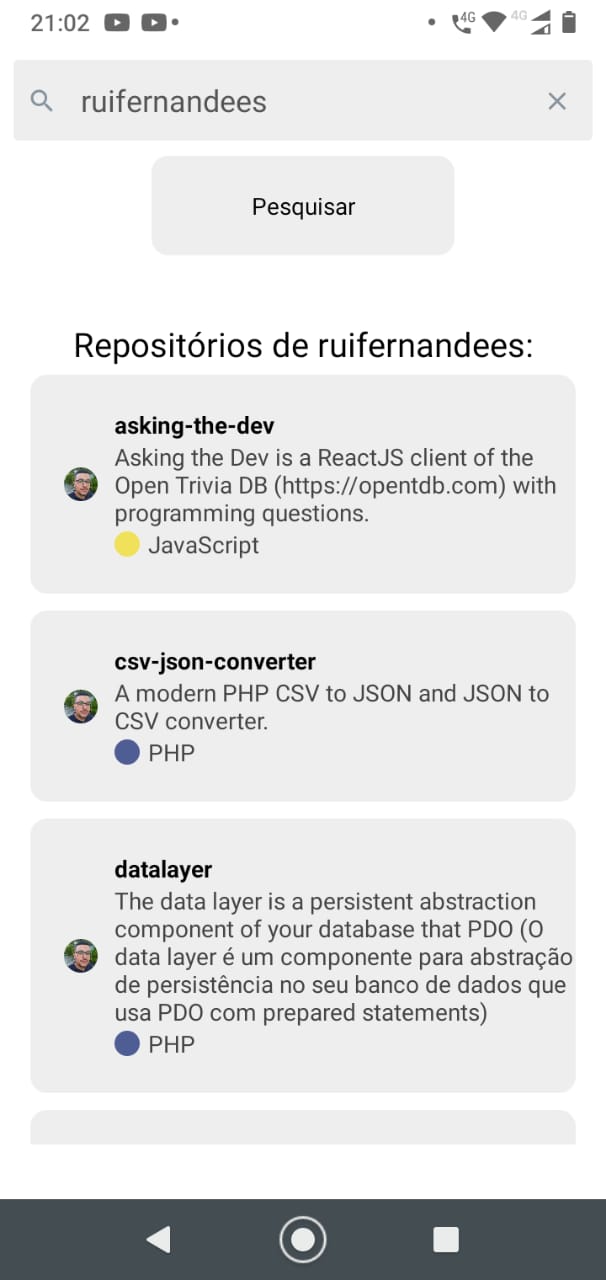 21:02
4G
4G
ruifernandees
Pesquisar
Repositórios de ruifernandees:
asking-the-dev
Asking the Dev is a ReactJS client of the
Open Trivia DB (https://opentdb.com) with
programming questions.
JavaScript
csv-json-converter
A modern PHP CSV to JSON and JSON to
CSV converter.
PHP
datalayer
The data layer is a persistent abstraction
component of your database that PDO (O
data layer é um componente para abstração
de persistência no seu banco de dados que
usa PDO com prepared statements)
PHP